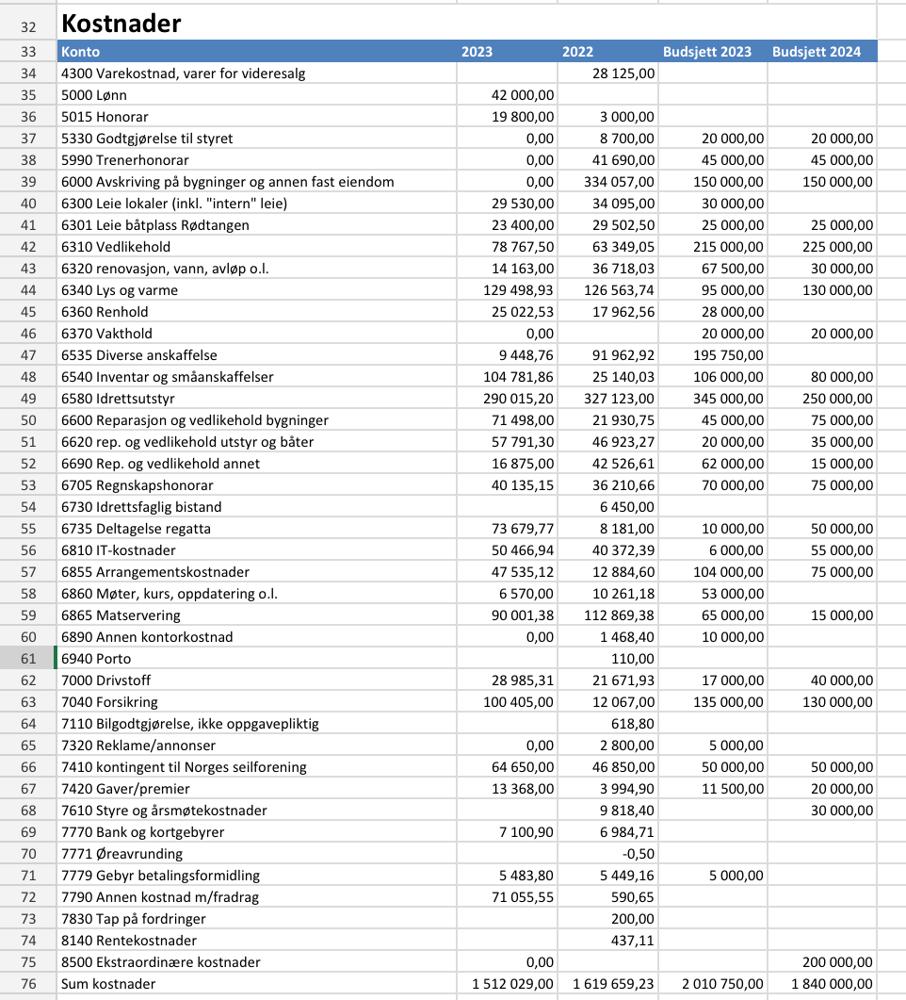 32 Kostnader
33 Konto 2023 2022 Budsjett 2023 Budsjett 2024
34 4300 Varekostnad, varer for videresalg 28 125,00
35 5000 Lønn 42 000,00
36 5015 Honorar 19 800,00 3 000,00
37 5330 Godtgjørelse til styret 0,00 8 700,00 20 000,00 20 000,00
38 5990 Trenerhonorar 0,00 41 690,00 45 000,00 45 000,00
39 6000 Avskriving på bygninger og annen fast eiendom 0,00 334 057,00 150 000,00 150 000,00
40 6300 Leie lokaler (inkl. "intern" leie) 29 530,00 34 095,00 30 000,00
41 6301 Leie båtplass Rødtangen 23 400,00 29 502,50 25 000,00 25 000,00
42 6310 Vedlikehold 78 767,50 63 349,05 215 000,00 225 000,00
43 6320 renovasjon, vann, avløp o.l. 14 163,00 36 718,03 67 500,00 30 000,00
44 6340 Lys og varme 129 498,93 126 563,74 95 000,00 130 000,00
45 6360 Renhold 25 022,53 17 962,56 28 000,00
46 6370 Vakthold 0,00 20 000,00 20 000,00
47 6535 Diverse anskaffelse 9 448,76 91 962,92 195 750,00
48 6540 Inventar og småanskaffelser 104 781,86 25 140,03 106 000,00 80 000,00
49 6580 Idrettsutstyr 290 015,20 327 123,00 345 000,00 250 000,00
50 6600 Reparasjon og vedlikehold bygninger 71 498,00 21 930,75 45 000,00 75 000,00
51 6620 rep. og vedlikehold utstyr og båter 57 791,30 46 923,27 20 000,00 35 000,00
52 6690 Rep. og vedlikehold annet 16 875,00 42 526,61 62 000,00 15 000,00
53 6705 Regnskapshonorar 40 135,15 36 210,66 70 000,00 75 000,00
54 6730 Idrettsfaglig bistand 6 450,00
55 6735 Deltagelse regatta 73 679,77 8 181,00 10 000,00 50 000,00
56 6810 IT-kostnader 50 466,94 40 372,39 6 000,00 55 000,00
57 6855 Arrangementskostnader 47 535,12 12 884,60 104 000,00 75 000,00
58 6860 Møter, kurs, oppdatering o.l. 6 570,00 10 261,18 53 000,00
59 6865 Matservering 90 001,38 112 869,38 65 000,00 15 000,00
60 6890 Annen kontorkostnad 0,00 1 468,40 10 000,00
61 6940 Porto 110,00
62 7000 Drivstoff 28 985,31 21 671,93 17 000,00 40 000,00
63 7040 Forsikring 100 405,00 12 067,00 135 000,00 130 000,00
64 7110 Bilgodtgjørelse, ikke oppgavepliktig 618,80
65 7320 Reklame/annonser 0,00 2 800,00 5 000,00
66 7410 kontingent til Norges seilforening 64 650,00 46 850,00 50 000,00 50 000,00
67 7420 Gaver/premier 13 368,00 3 994,90 11 500,00 20 000,00
68 7610 Styre og årsmøtekostnader 9 818,40 30 000,00
69 7770 Bank og kortgebyrer 7 100,90 6 984,71
70 7771 Øreavrunding -0,50
71 7779 Gebyr betalingsformidling 5 483,80 5 449,16 5 000,00
72 7790 Annen kostnad m/fradrag 71 055,55 590,65
73 7830 Tap på fordringer 200,00
74 8140 Rentekostnader 437,11
75 8500 Ekstraordinære kostnader 0,00 200 000,00
76 Sum kostnader 1 512 029,00 1 619 659,23 2 010 750,00 1 840 000,00